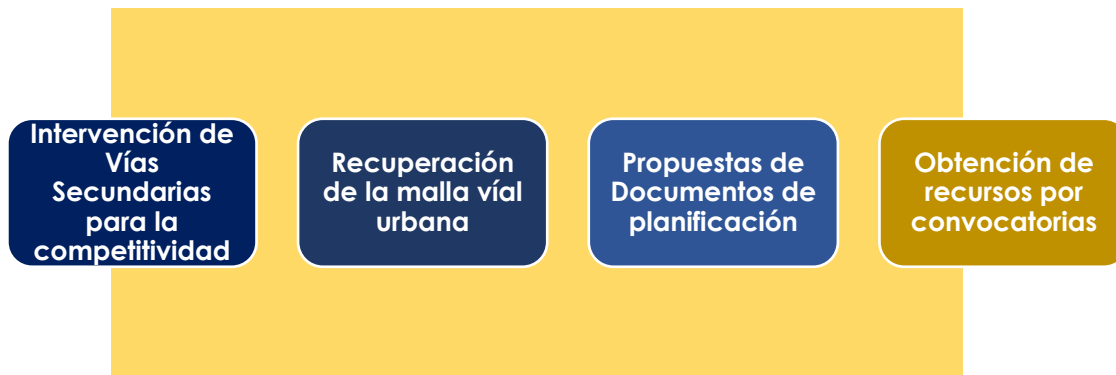 Intervención de
Vías
Secundarias
para la
competitividad
Recuperación
de la malla víal
urbana
Propuestas de
Documentos de
planificación
Obtención de
recursos por
convocatorias